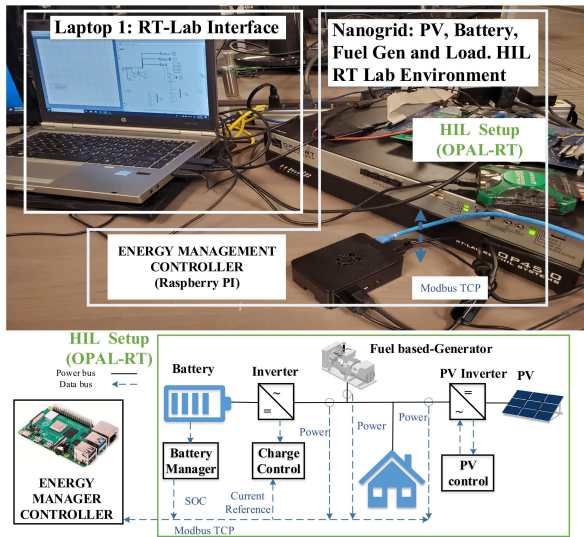 Laptop 1: RT-Lab Interface
Nanogrid: PV, Battery,
Fuel Gen and Load. HIL
RT Lab Environment
HIL Setup
(OPAL-RT)
ENERGY MANAGEMENT
CONTROLLER
(Raspberry PI)
Modbus TCP
OP4510
HIL Setup
(OPAL-RT)
Power bus
Data bus
Battery
Inverter
Fuel based-Generator
PV Inverter
PV
~
=
=
~
Power
Power
Power
Battery
Manager
Charge
Control
PV
control
ENERGY
MANAGER
CONTROLLER
SOC
Current
Reference
Modbus TCP